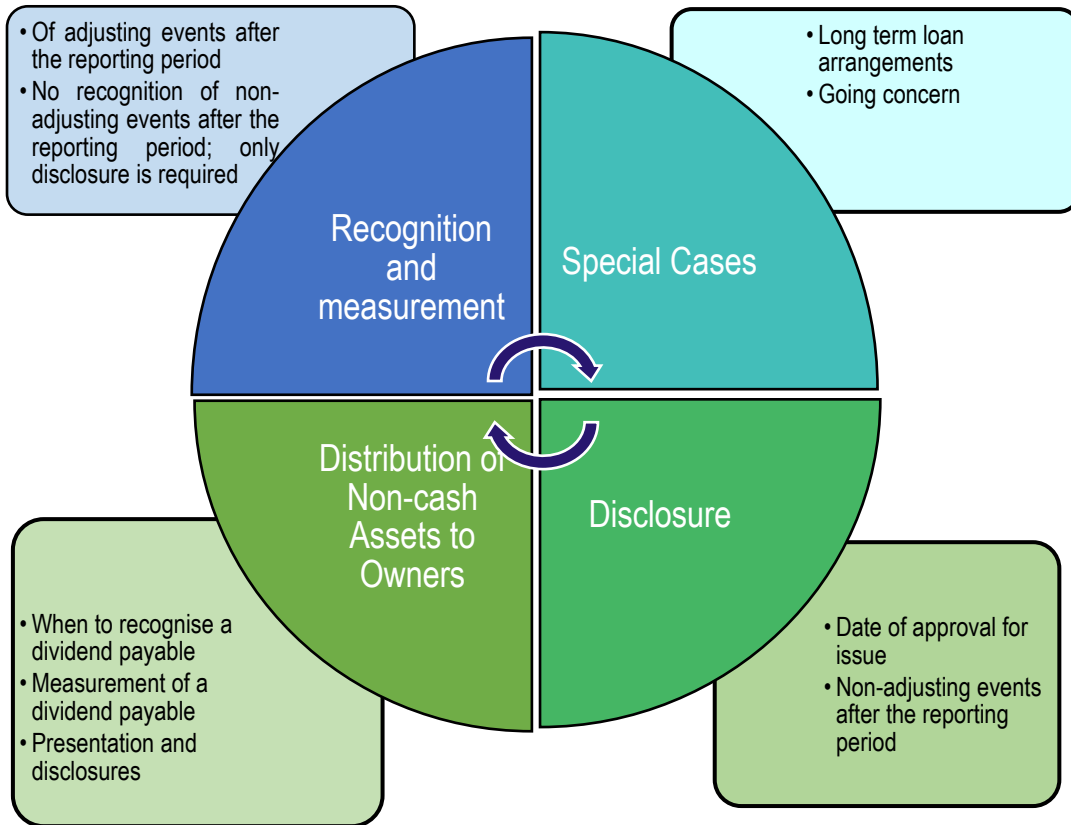 • Of adjusting events after
the reporting period
• No recognition of non-
adjusting events after the
reporting period; only
disclosure is required
• Long term loan
arrangements
• Going concern
Recognition
and
measurement
Special Cases
Distribution of
Non-cash
Assets to
Owners
Disclosure
• When to recognise a
dividend payable
• Measurement of a
dividend payable
• Presentation and
disclosures
• Date of approval for
issue
• Non-adjusting events
after the reporting
period